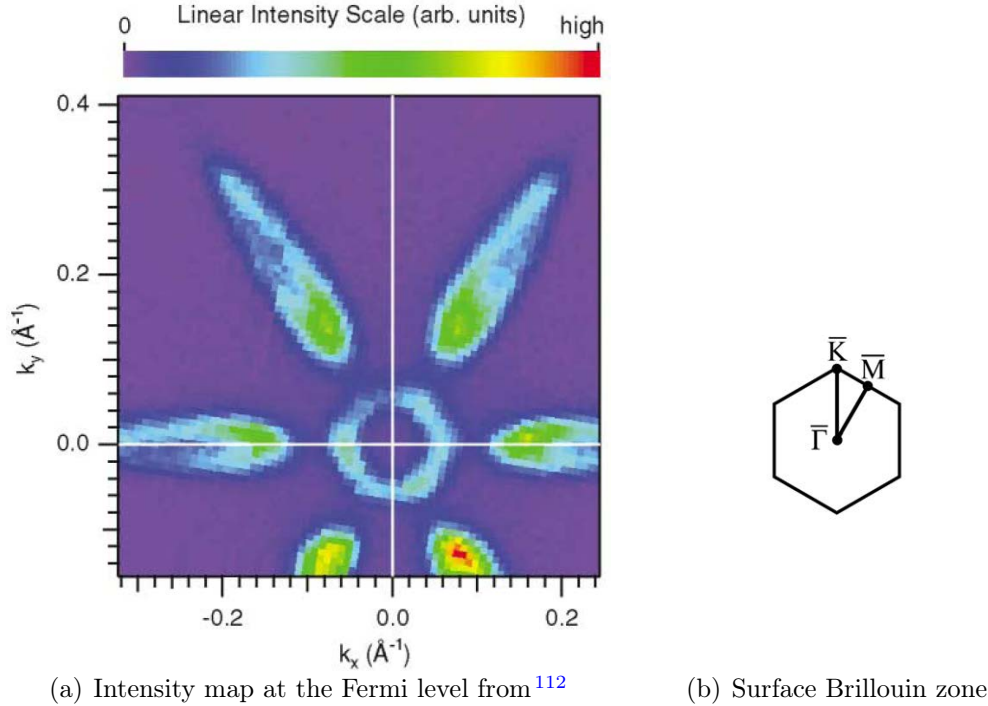 Linear Intensity Scale (arb. units)
0
high
0.4
0.2
0.0
k_y (Å⁻¹)
-0.2
0.0
0.2
k_x (Å⁻¹)
K̅
M̅
Γ̅
(a) Intensity map at the Fermi level from ¹¹²
(b) Surface Brillouin zone